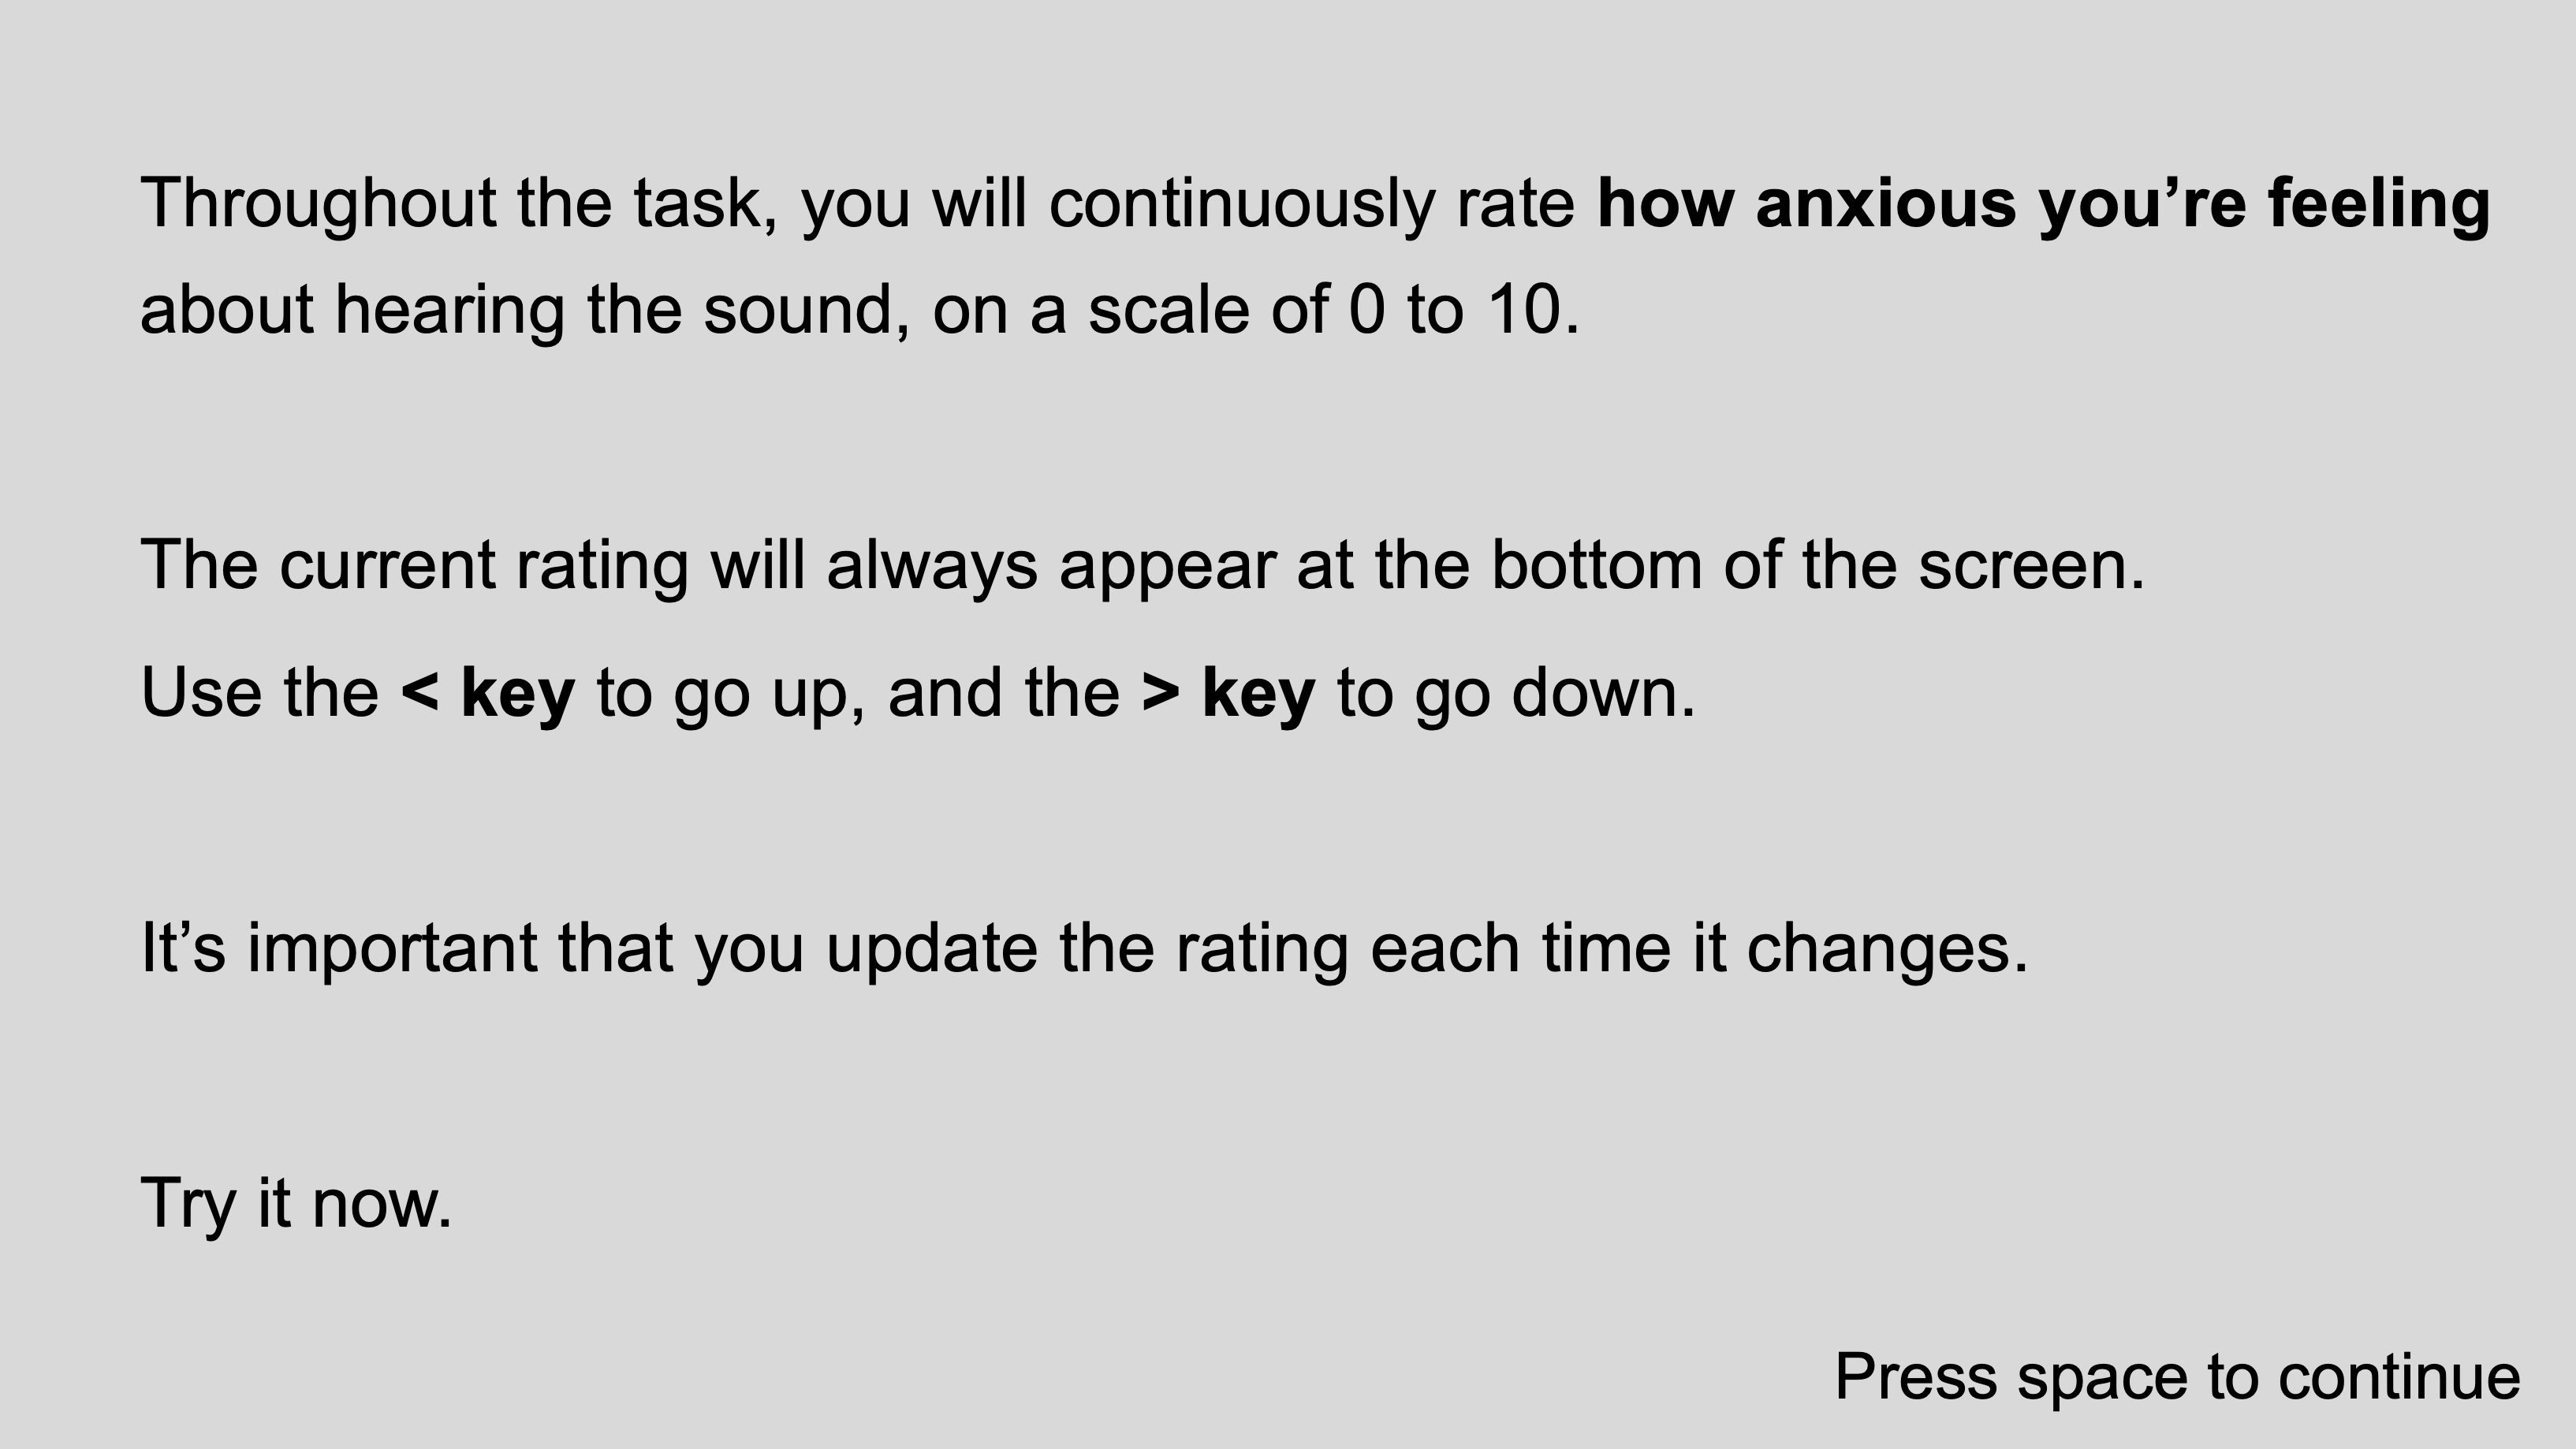 Throughout the task, you will continuously rate how anxious you’re feeling
about hearing the sound, on a scale of 0 to 10.
The current rating will always appear at the bottom of the screen.
Use the < key to go up, and the > key to go down.
It’s important that you update the rating each time it changes.
Try it now.
Press space to continue